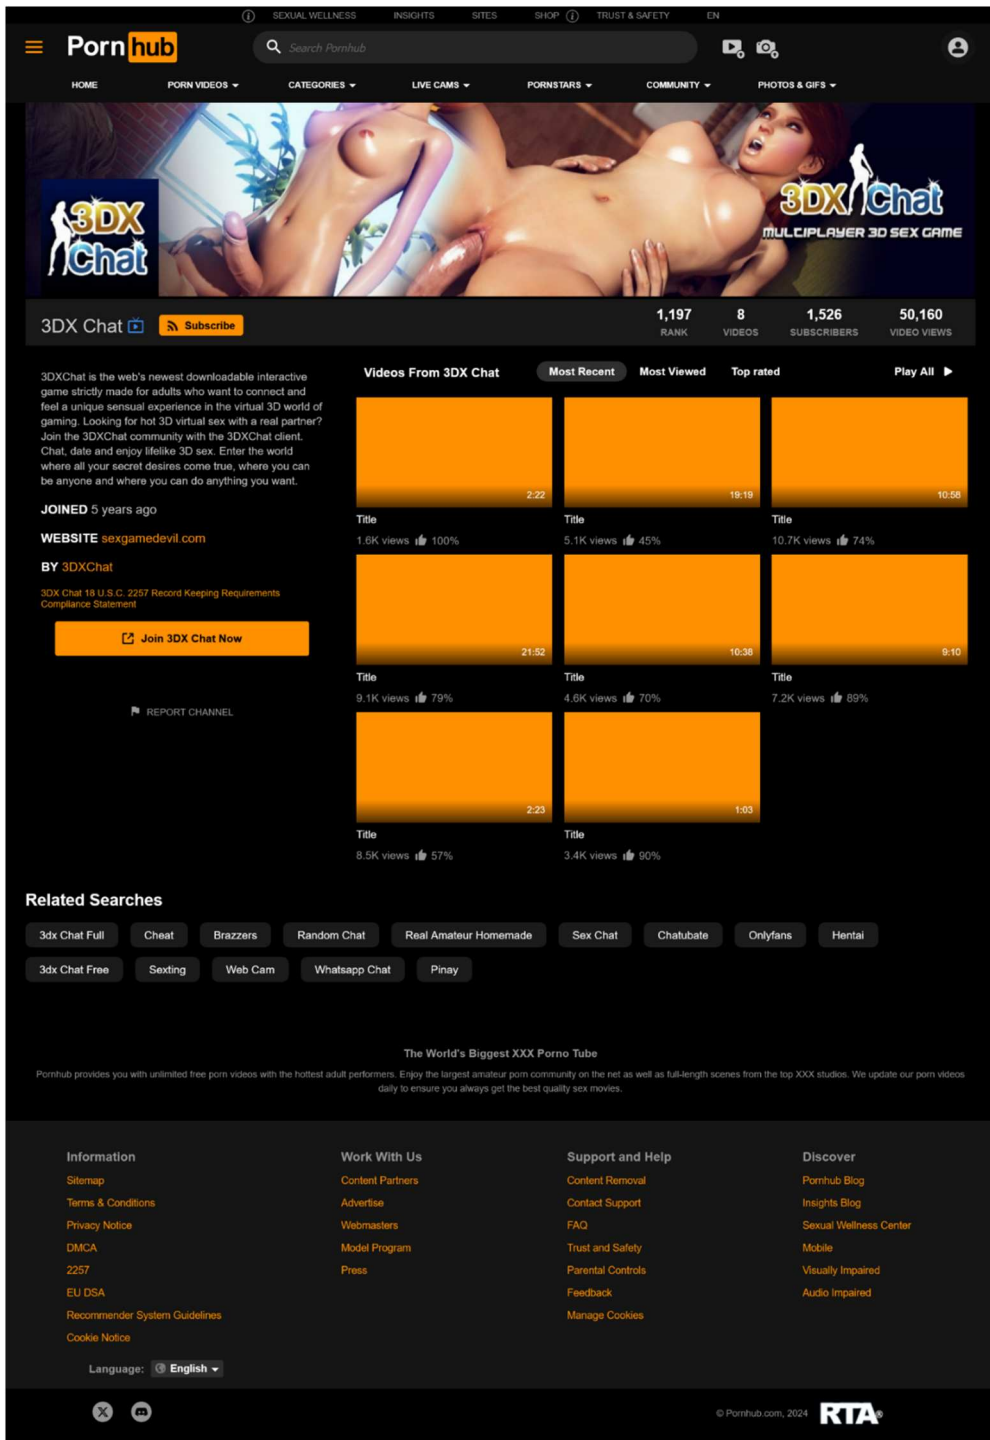 SEXUAL WELLNESS INSIGHTS SITES SHOP TRUST & SAFETY EN
Porn hub
Search Pornhub
HOME PORN VIDEOS CATEGORIES LIVE CAMS PORNSTARS COMMUNITY PHOTOS & GIFS
3DX Chat
3DX Chat
MULTIPLAYER 3D SEX GAME
3DX Chat Subscribe
1,197 8 1,526 50,160
RANK VIDEOS SUBSCRIBERS VIDEO VIEWS
3DXChat is the web's newest downloadable interactive
game strictly made for adults who want to connect and
feel a unique sensual experience in the virtual 3D world of
gaming. Looking for hot 3D virtual sex with a real partner?
Join the 3DXChat community with the 3DXChat client.
Chat, date and enjoy lifelike 3D sex. Enter the world
where all your secret desires come true, where you can
be anyone and where you can do anything you want.
JOINED 5 years ago
WEBSITE sexgamedevil.com
BY 3DXChat
3DX Chat 18 U.S.C. 2257 Record Keeping Requirements
Compliance Statement
Join 3DX Chat Now
REPORT CHANNEL
Videos From 3DX Chat Most Recent Most Viewed Top rated Play All
2:22 19:19 10:58
Title Title Title
1.6K views 100% 5.1K views 45% 10.7K views 74%
21:52 10:38 9:10
Title Title Title
9.1K views 79% 4.6K views 70% 7.2K views 89%
2:23 1:03
Title Title
8.5K views 57% 3.4K views 90%
Related Searches
3dx Chat Full Cheat Brazzers Random Chat Real Amateur Homemade Sex Chat Chatubate Onlyfans Hentai
3dx Chat Free Sexting Web Cam Whatsapp Chat Pinay
The World's Biggest XXX Porno Tube
Pornhub provides you with unlimited free porn videos with the hottest adult performers. Enjoy the largest amateur porn community on the net as well as full-length scenes from the top XXX studios. We update our porn videos
daily to ensure you always get the best quality sex movies.
Information Work With Us Support and Help Discover
Sitemap Content Partners Content Removal Pornhub Blog
Terms & Conditions Advertise Contact Support Insights Blog
Privacy Notice Webmasters FAQ Sexual Wellness Center
DMCA Model Program Trust and Safety Mobile
2257 Press Parental Controls Visually Impaired
EU DSA Feedback Audio Impaired
Recommender System Guidelines Manage Cookies
Cookie Notice
Language: English
© Pornhub.com, 2024 RTA®